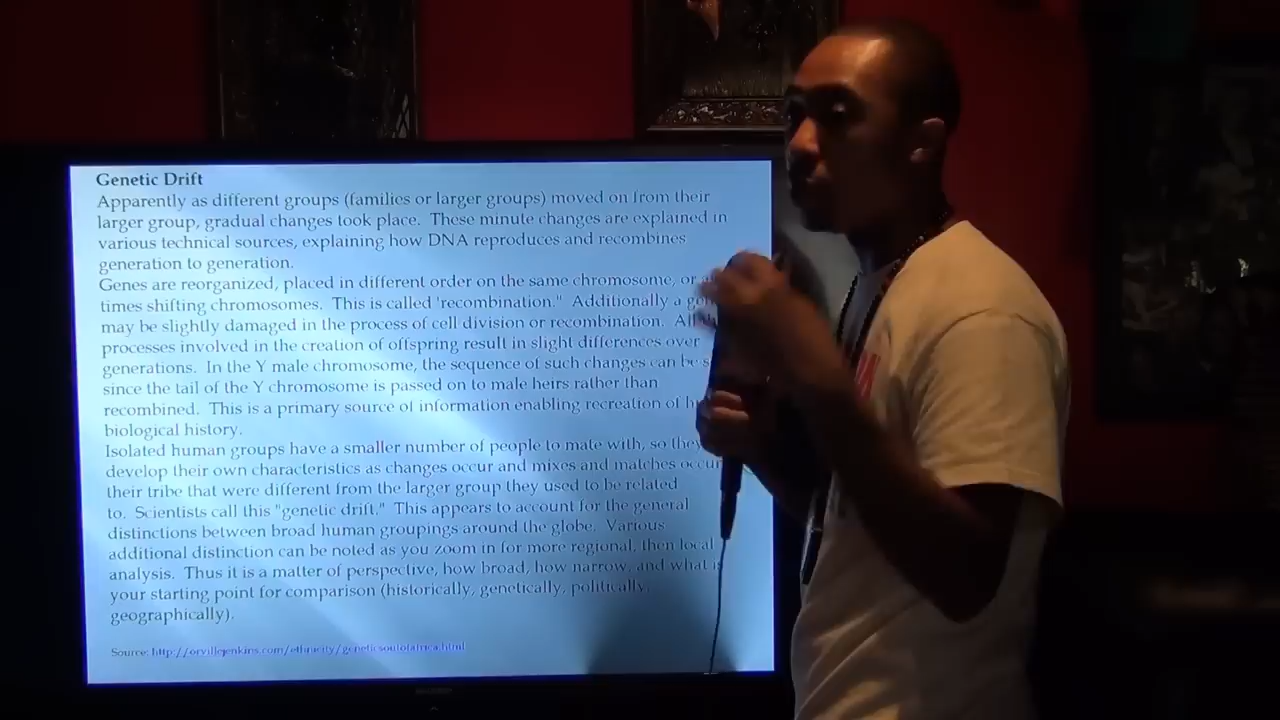 Genetic Drift
Apparently as different groups (families or larger groups) moved on from their
larger group, gradual changes took place. These minute changes are explained in
various technical sources, explaining how DNA reproduces and recombines
generation to generation.
Genes are reorganized, placed in different order on the same chromosome, or
times shifting chromosomes. This is called 'recombination." Additionally a
may be slightly damaged in the process of cell division or recombination.
processes involved in the creation of offspring result in slight differences over
generations. In the Y male chromosome, the sequence of such changes can be
since the tail of the Y chromosome is passed on to male heirs rather than
recombined. This is a primary source of information enabling recreation of
biological history.
Isolated human groups have a smaller number of people to mate with, so they
develop their own characteristics as changes occur and mixes and matches occur
their tribe that were different from the larger group they used to be related
to. Scientists call this "genetic drift." This appears to account for the general
distinctions between broad human groupings around the globe. Various
additional distinction can be noted as you zoom in for more regional, then local
analysis. Thus it is a matter of perspective, how broad, how narrow, and what
your starting point for comparison (historically, genetically, politically,
geographically).
Source: http://orvillejenkins.com/ethnicity/geneticsoutofafrica.html